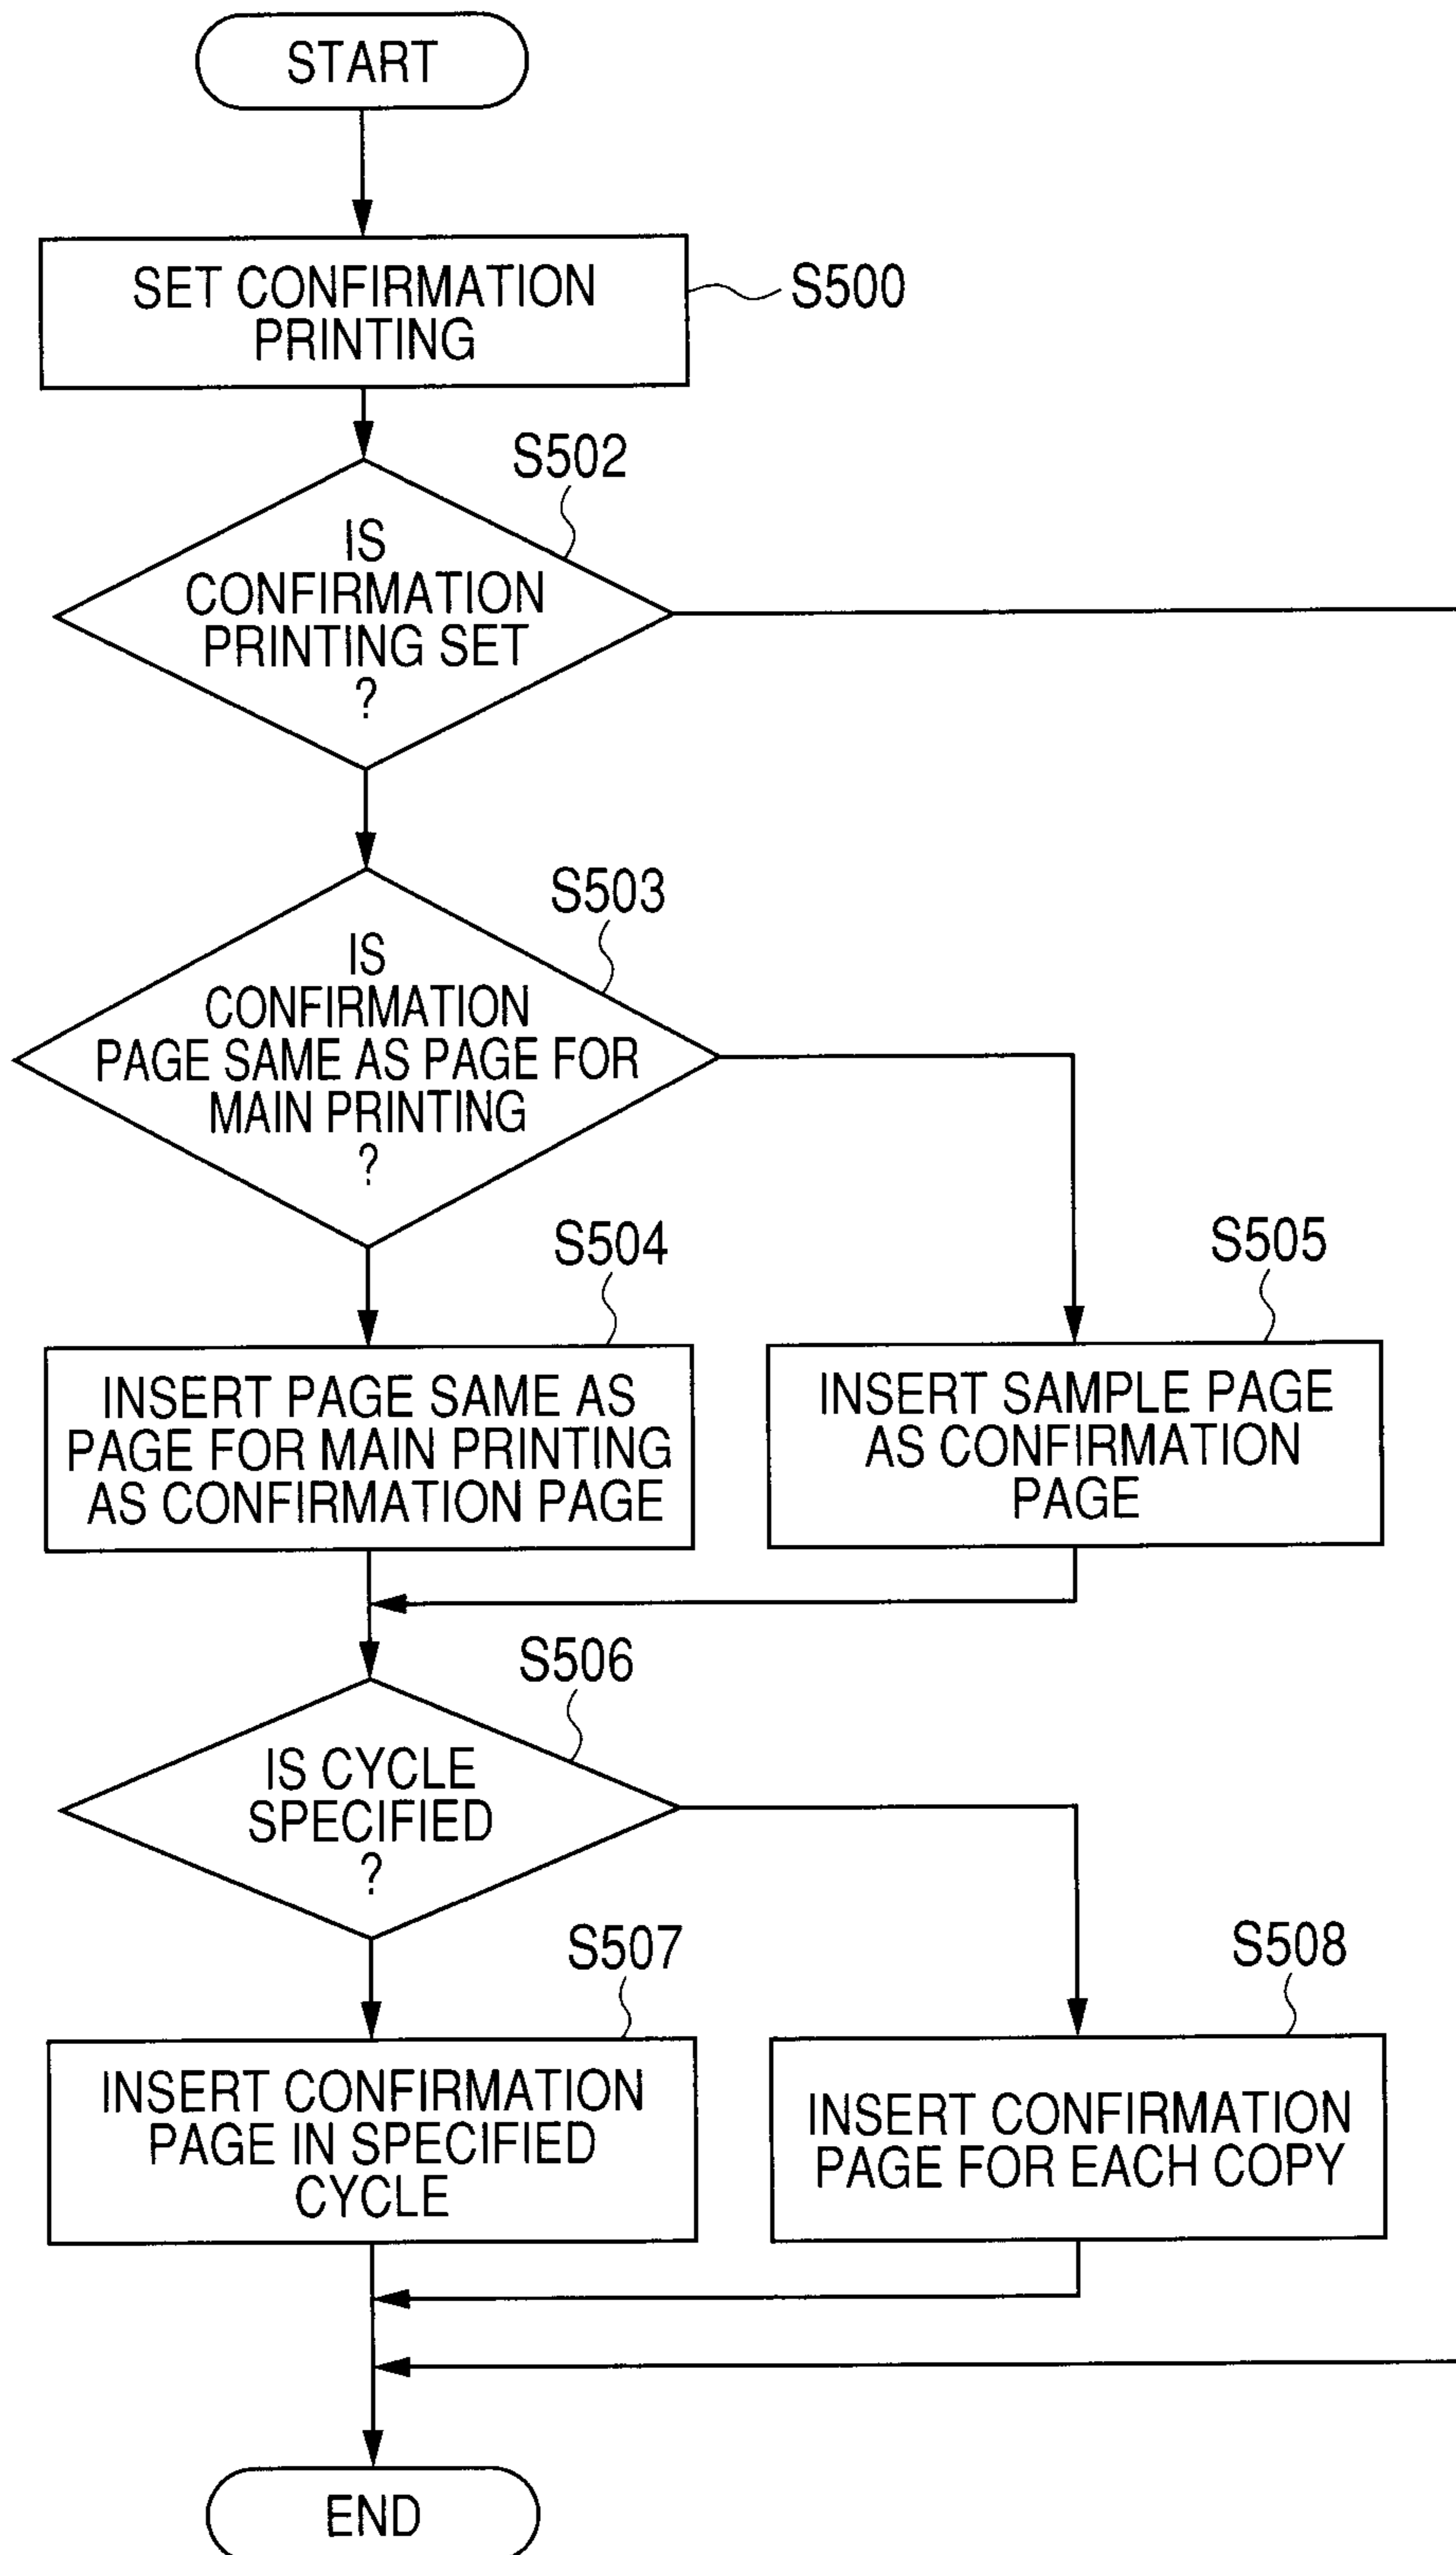 START
SET CONFIRMATION
PRINTING
S500
S502
IS
CONFIRMATION
PRINTING SET
?
S503
IS
CONFIRMATION
PAGE SAME AS PAGE FOR
MAIN PRINTING
?
S504
INSERT PAGE SAME AS
PAGE FOR MAIN PRINTING
AS CONFIRMATION PAGE
S505
INSERT SAMPLE PAGE
AS CONFIRMATION
PAGE
S506
IS CYCLE
SPECIFIED
?
S507
INSERT CONFIRMATION
PAGE IN SPECIFIED
CYCLE
S508
INSERT CONFIRMATION
PAGE FOR EACH COPY
END